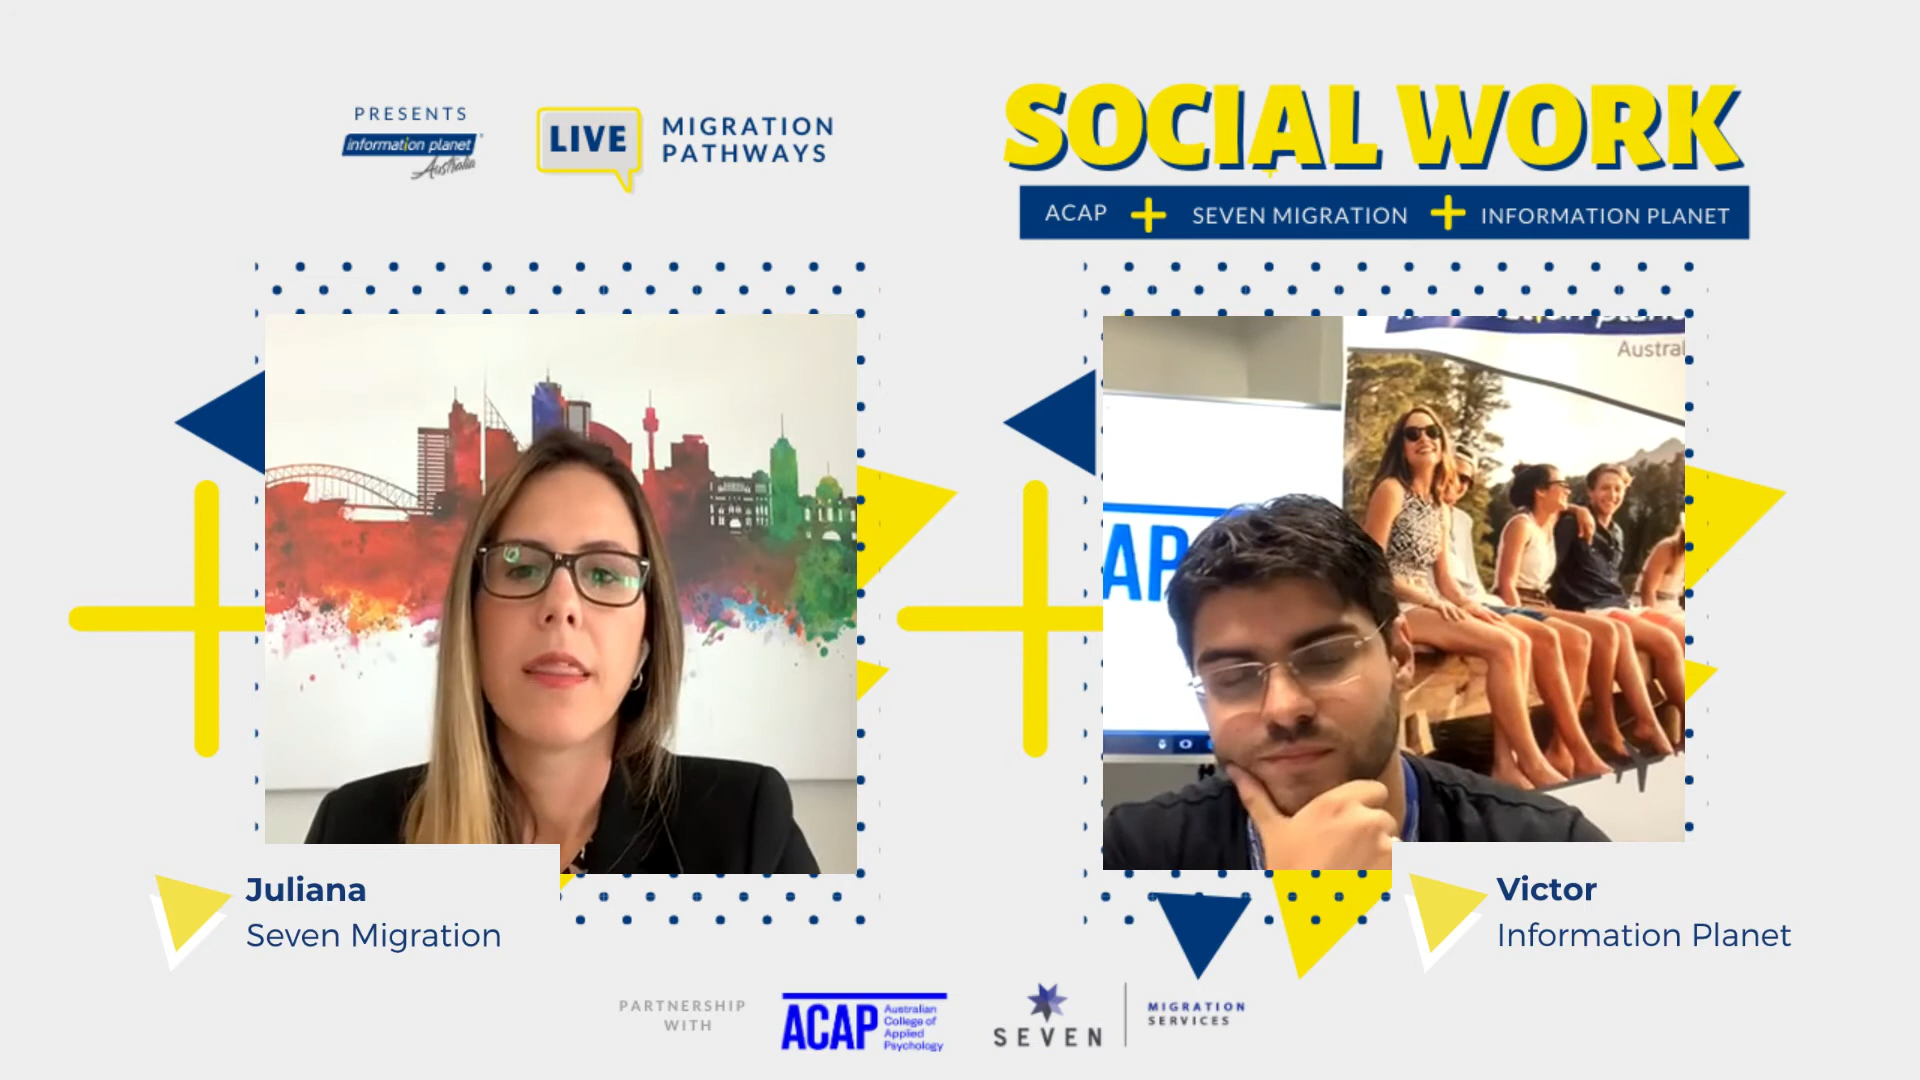 PRESENTS
information planet
Australia
LIVE
MIGRATION
PATHWAYS
SOCIAL WORK
ACAP + SEVEN MIGRATION + INFORMATION PLANET
Austral
AP
Juliana
Seven Migration
Victor
Information Planet
PARTNERSHIP
WITH
ACAP
Australian
College of
Applied
Psychology
SEVEN
MIGRATION
SERVICES